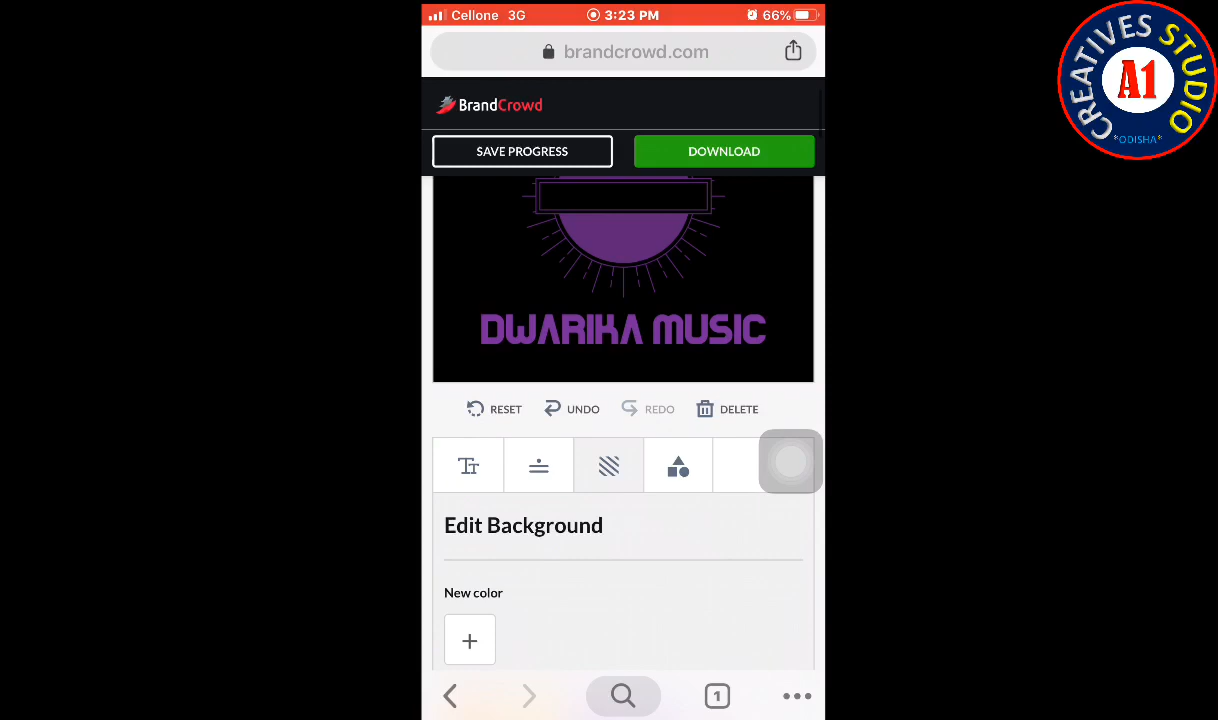 Cellone 3G 3:23 PM 66%
brandcrowd.com
BrandCrowd
SAVE PROGRESS DOWNLOAD
DWARIKA MUSIC
RESET UNDO REDO DELETE
Edit Background
New color
+
1
CREATIVES STUDIO
A1
*ODISHA*